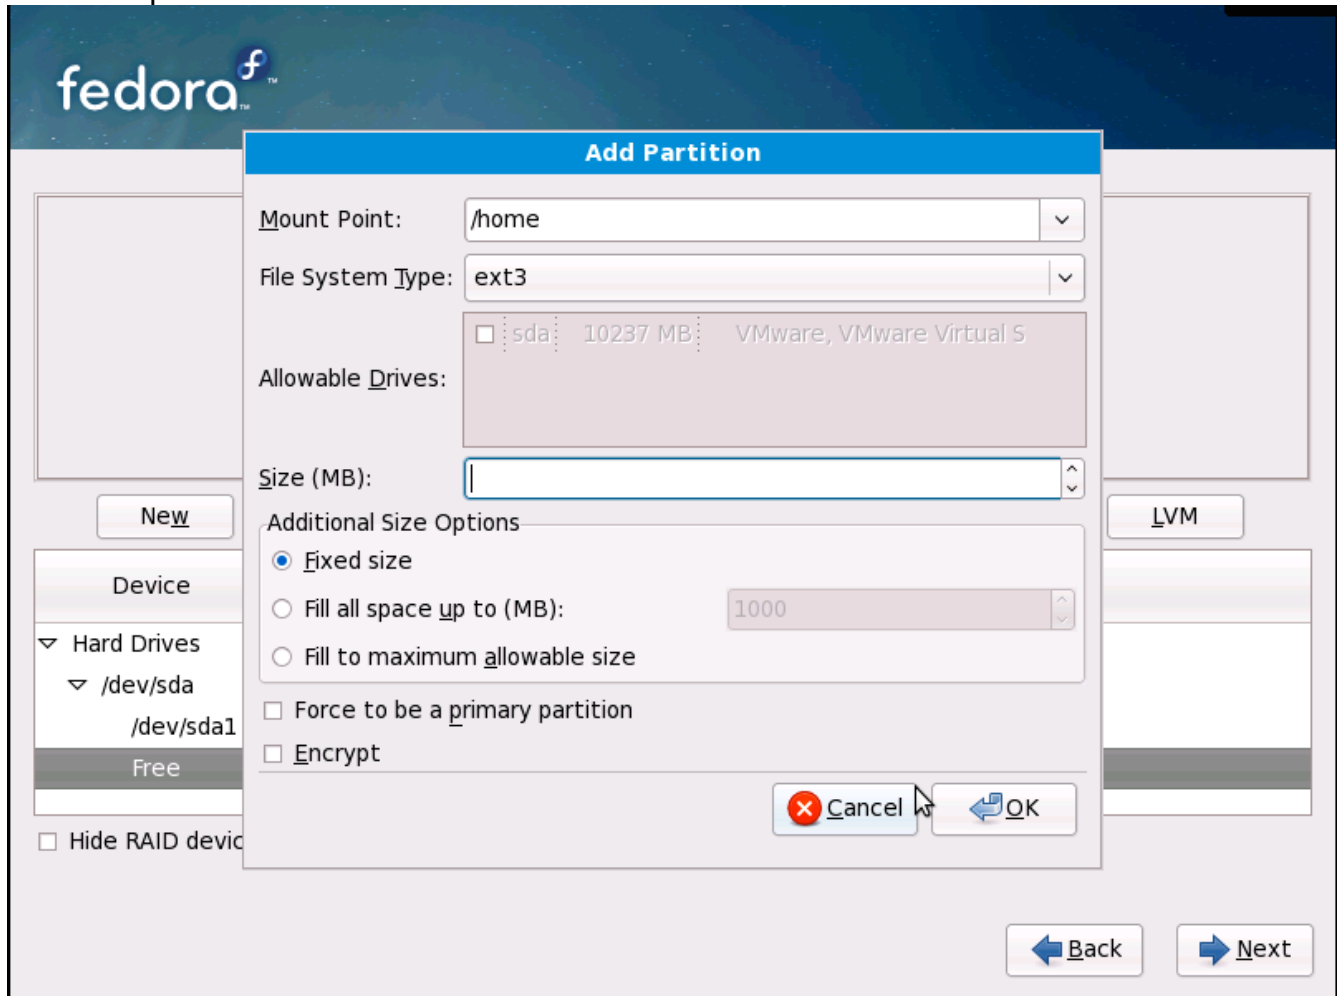 fedora
f
TM
TM
Add Partition
Mount Point: /home
File System Type: ext3
sda 10237 MB VMware, VMware Virtual S
Allowable Drives:
Size (MB):
New
LVM
Additional Size Options
Fixed size
Device
Fill all space up to (MB): 1000
Hard Drives
Fill to maximum allowable size
/dev/sda
Force to be a primary partition
/dev/sda1
Encrypt
Free
Cancel OK
Hide RAID devic
Back Next